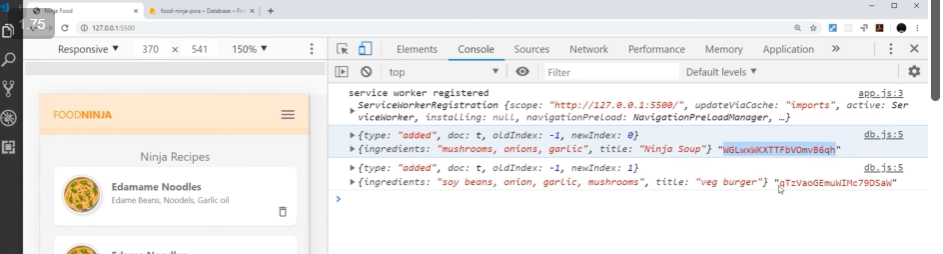 Ninja Food
food-ninja-pwa – Database – Fire
1.75
127.0.0.1:5500
Responsive 370 × 541 150%
Elements Console Sources Network Performance Memory Application
top Filter Default levels
service worker registered app.js:3
ServiceWorkerRegistration {scope: "http://127.0.0.1:5500/", updateViaCache: "imports", active: Ser
viceWorker, installing: null, navigationPreload: NavigationPreloadManager, …}
{type: "added", doc: t, oldIndex: -1, newIndex: 0} db.js:5
{ingredients: "mushrooms, onions, garlic", title: "Ninja Soup"} "WGLwxWKXTTFbVOmvB6qh"
{type: "added", doc: t, oldIndex: -1, newIndex: 1} db.js:5
{ingredients: "soy beans, onion, garlic, mushrooms", title: "veg burger"} "qTzVaoGEmuWIMc79DSaW"
FOODNINJA
Ninja Recipes
Edamame Noodles
Edame Beans, Noodels, Garlic oil